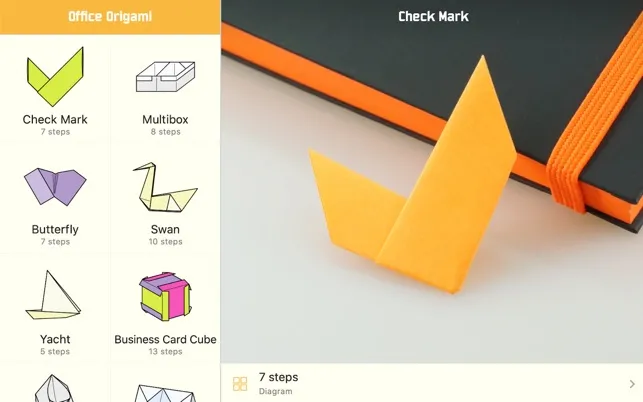 Office Origami
Check Mark
Check Mark
7 steps
Multibox
8 steps
Butterfly
7 steps
Swan
10 steps
Yacht
5 steps
Business Card Cube
13 steps
7 steps
Diagram